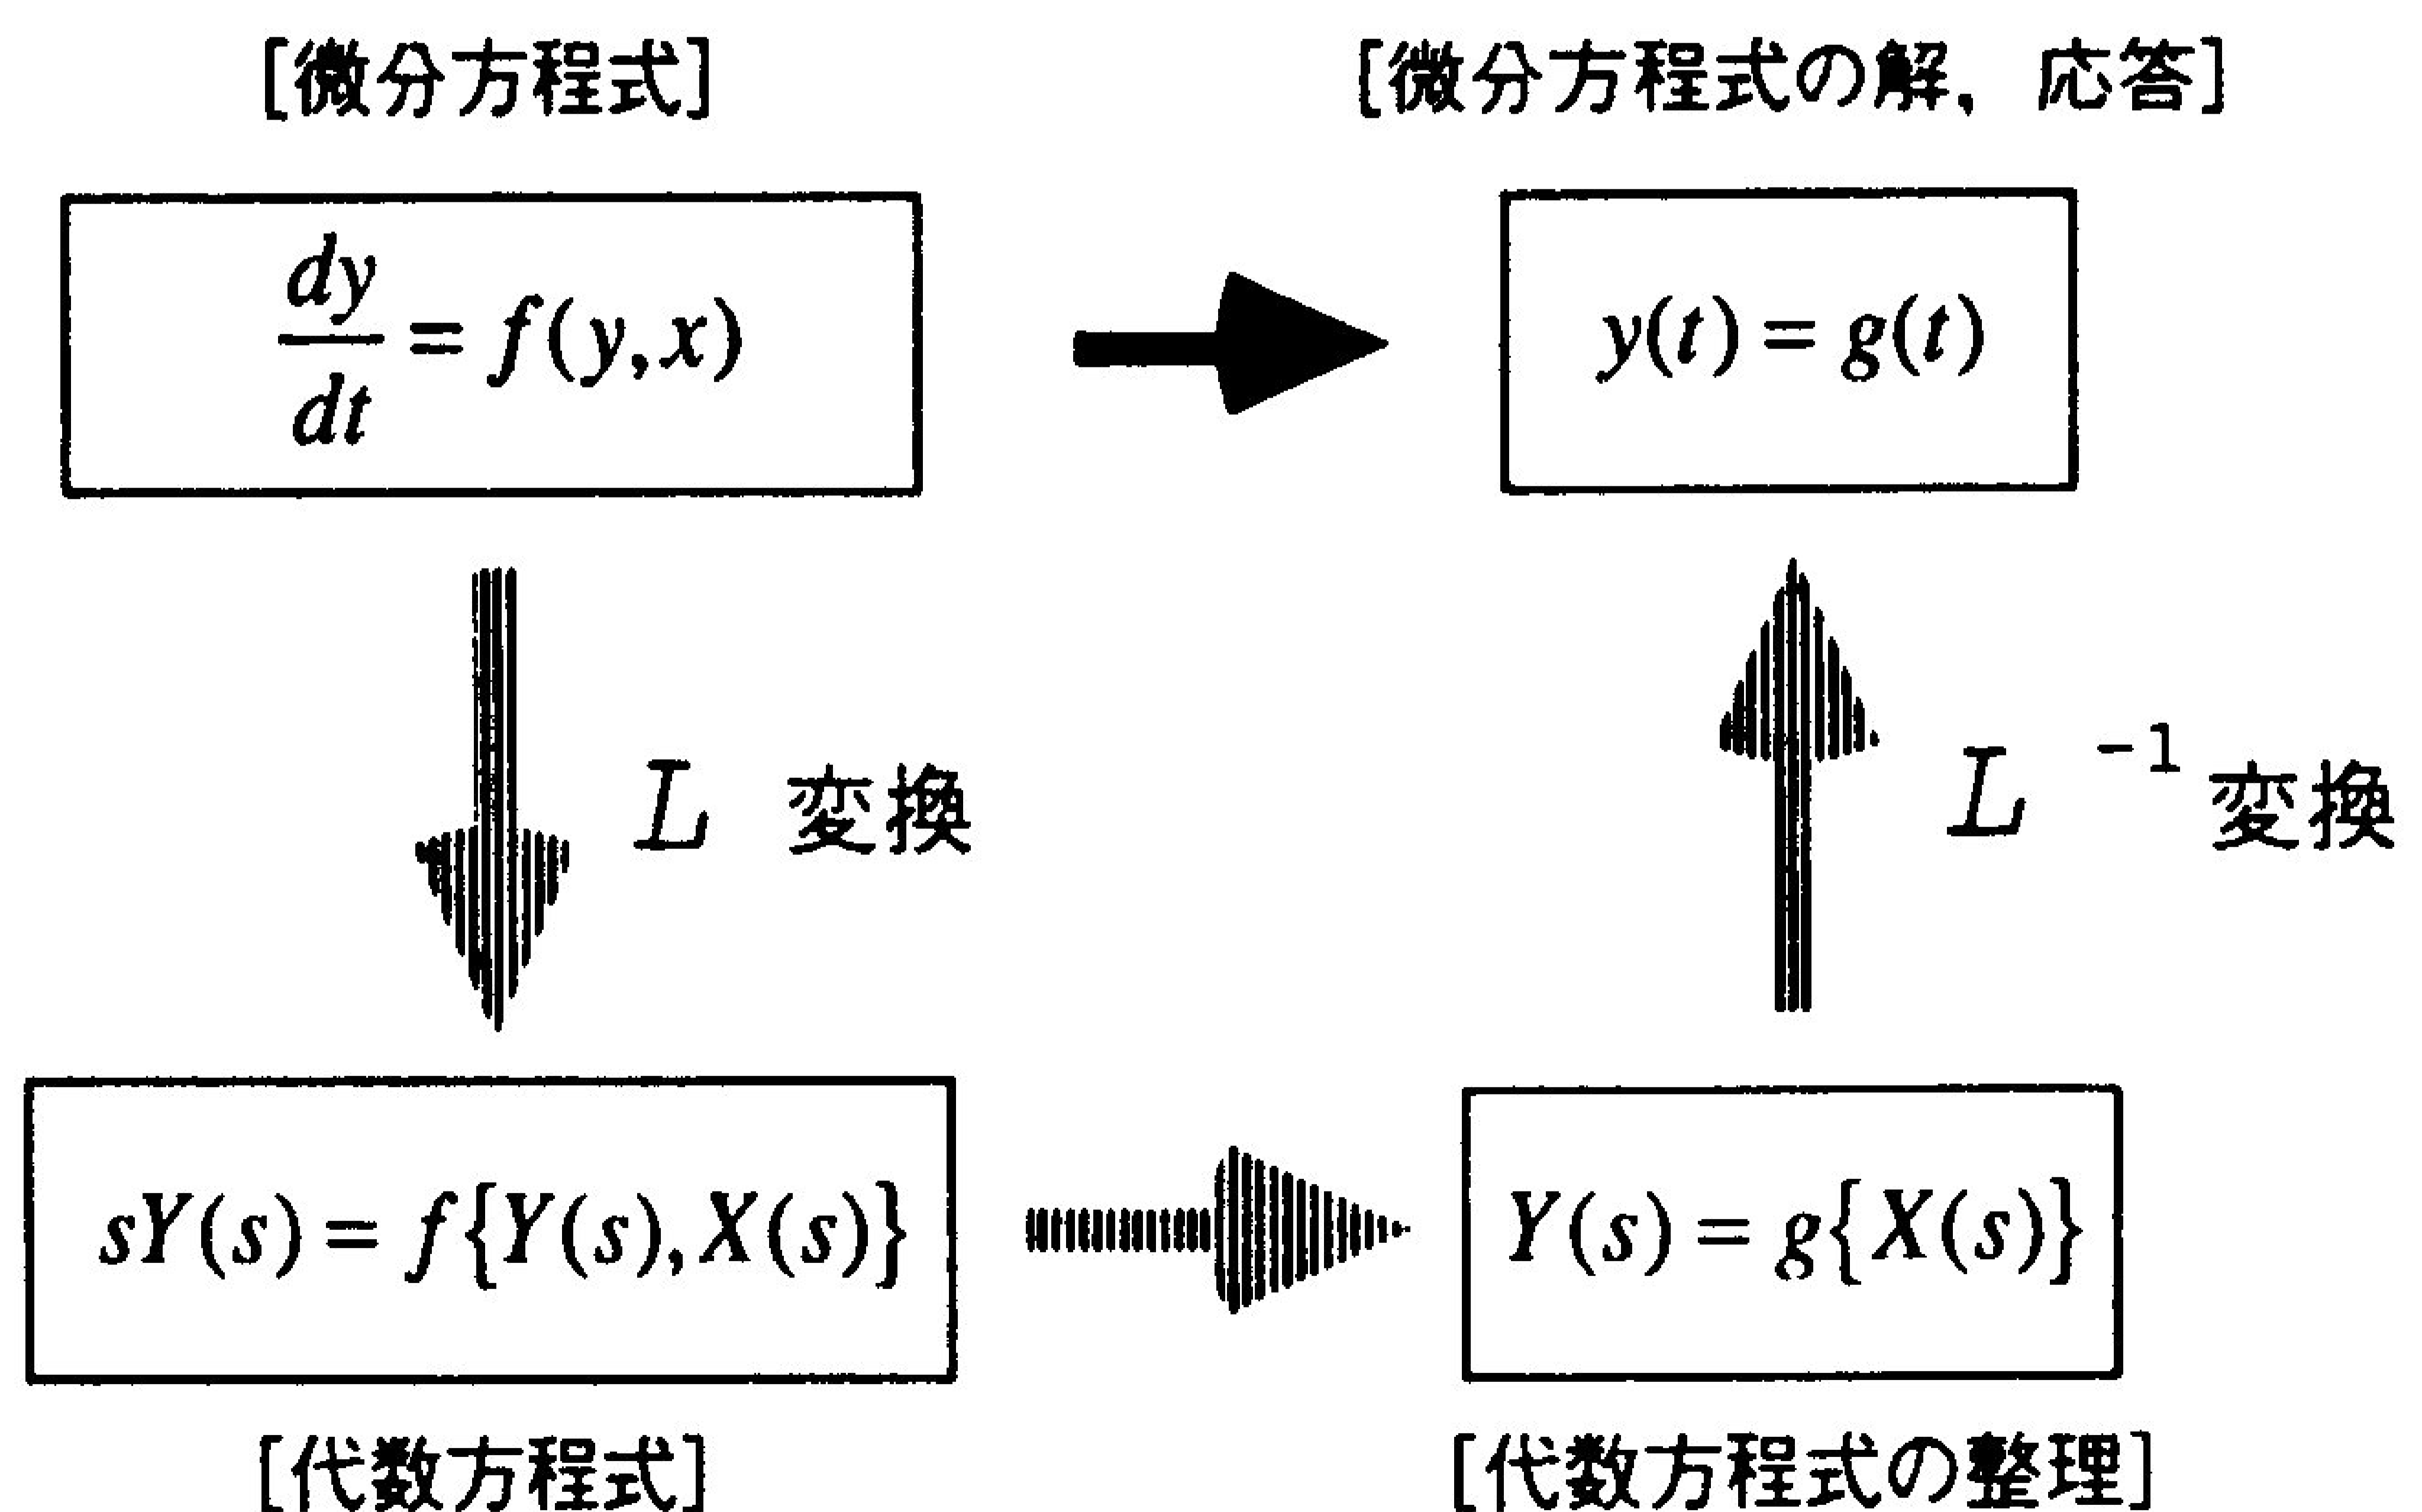 [微分方程式]
[微分方程式の解, 応答]
dy/dt = f(y,x)
y(t) = g(t)
L 変換
L⁻¹ 変換
sY(s) = f{Y(s),X(s)}
Y(s) = g{X(s)}
[代数方程式]
[代数方程式の整理]